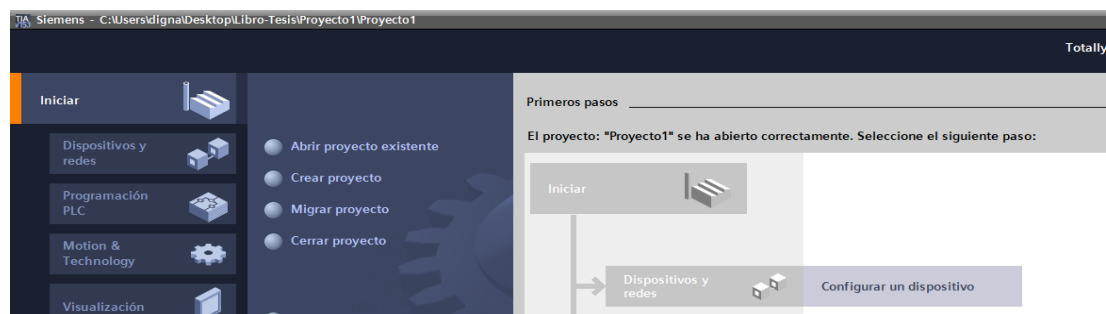 Siemens - C:\Users\digna\Desktop\Libro-Tesis\Proyecto1\Proyecto1
Totally
Iniciar
Dispositivos y
redes
Programación
PLC
Motion &
Technology
Visualización
Abrir proyecto existente
Crear proyecto
Migrar proyecto
Cerrar proyecto
Primeros pasos
El proyecto: "Proyecto1" se ha abierto correctamente. Seleccione el siguiente paso:
Iniciar
Dispositivos y
redes
Configurar un dispositivo